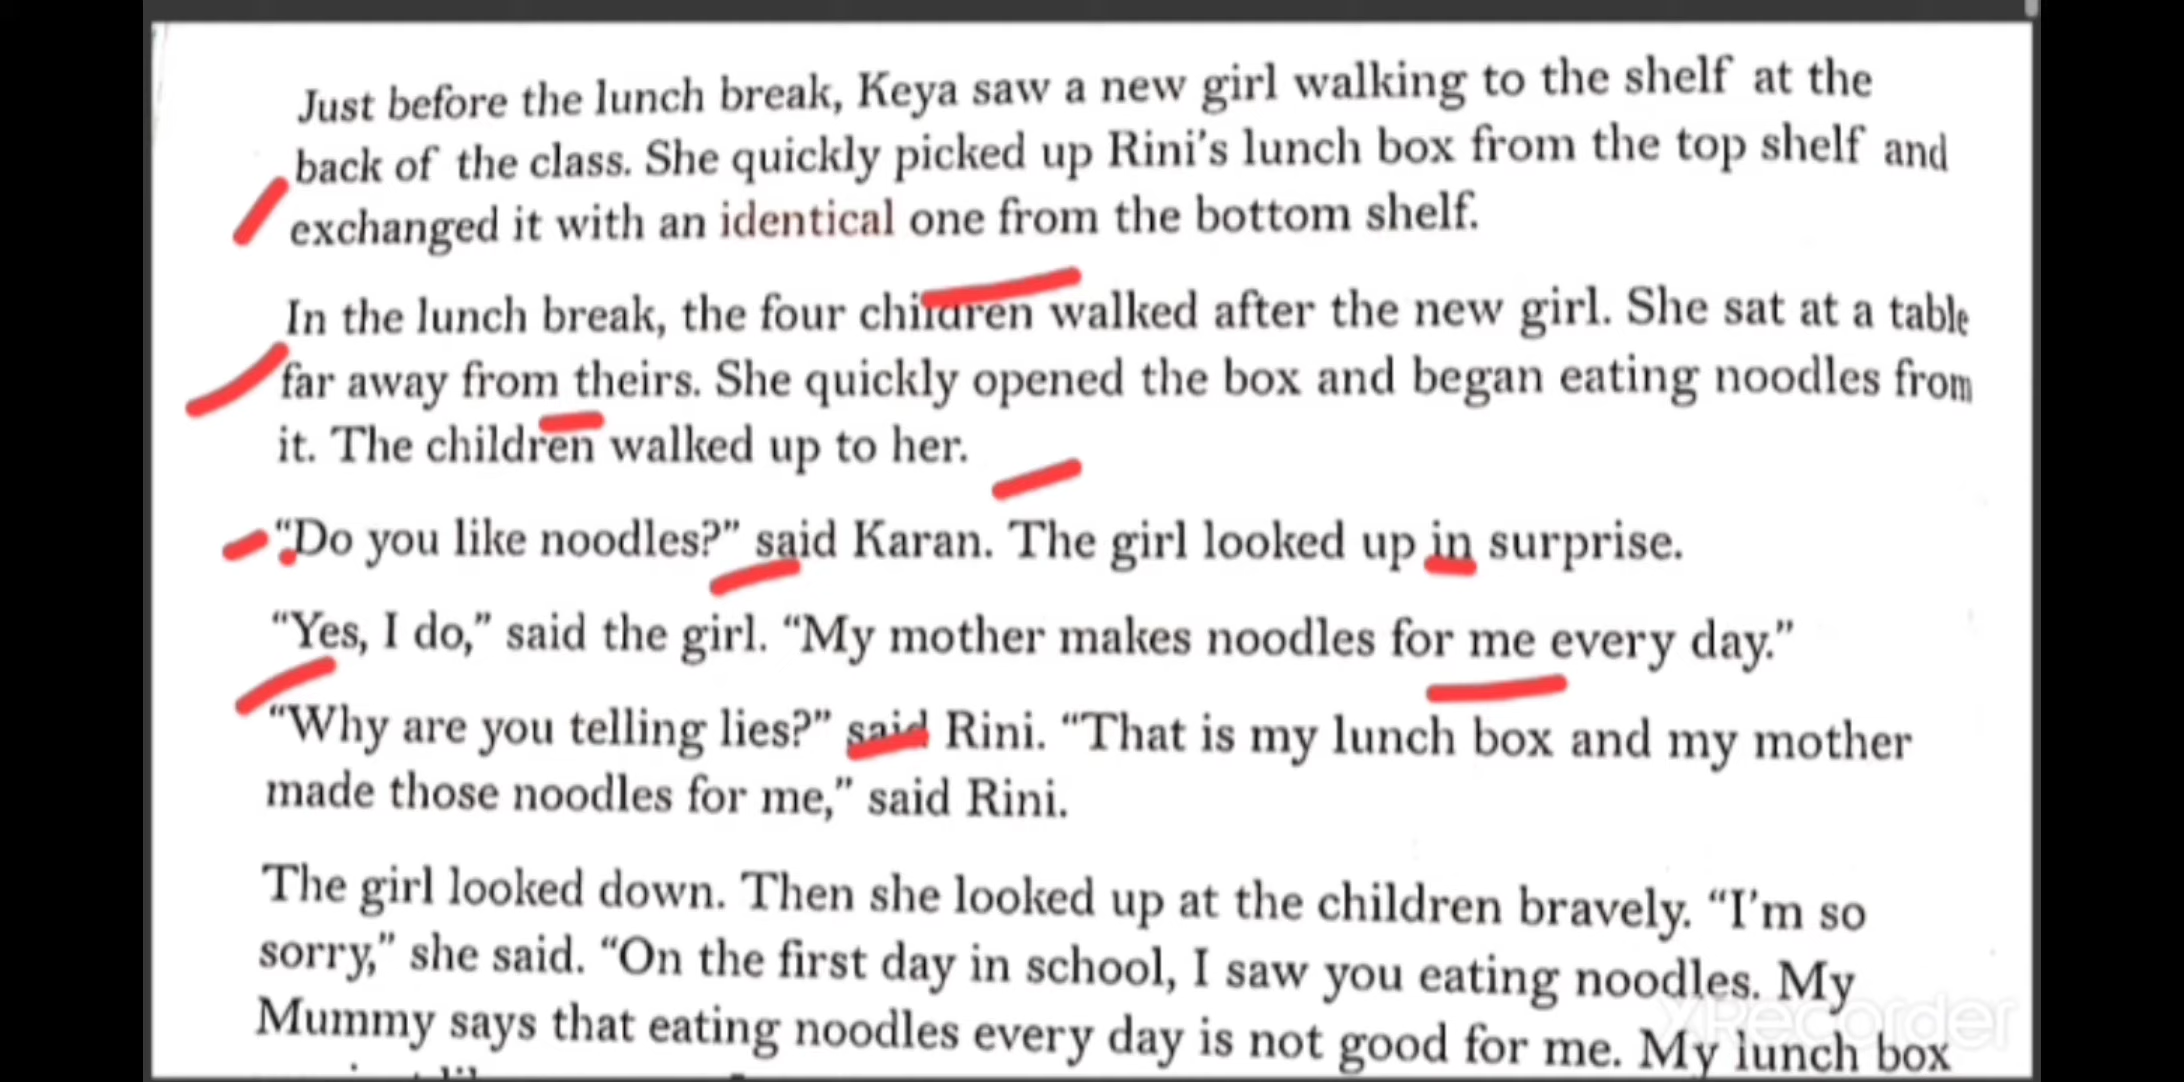 Just before the lunch break, Keya saw a new girl walking to the shelf at the
back of the class. She quickly picked up Rini's lunch box from the top shelf and
exchanged it with an identical one from the bottom shelf.
In the lunch break, the four children walked after the new girl. She sat at a table
far away from theirs. She quickly opened the box and began eating noodles from
it. The children walked up to her.
“Do you like noodles?” said Karan. The girl looked up in surprise.
“Yes, I do,” said the girl. “My mother makes noodles for me every day.”
“Why are you telling lies?” said Rini. “That is my lunch box and my mother
made those noodles for me,” said Rini.
The girl looked down. Then she looked up at the children bravely. “I'm so
sorry,” she said. “On the first day in school, I saw you eating noodles. My
Mummy says that eating noodles every day is not good for me. My lunch box
XRecorder